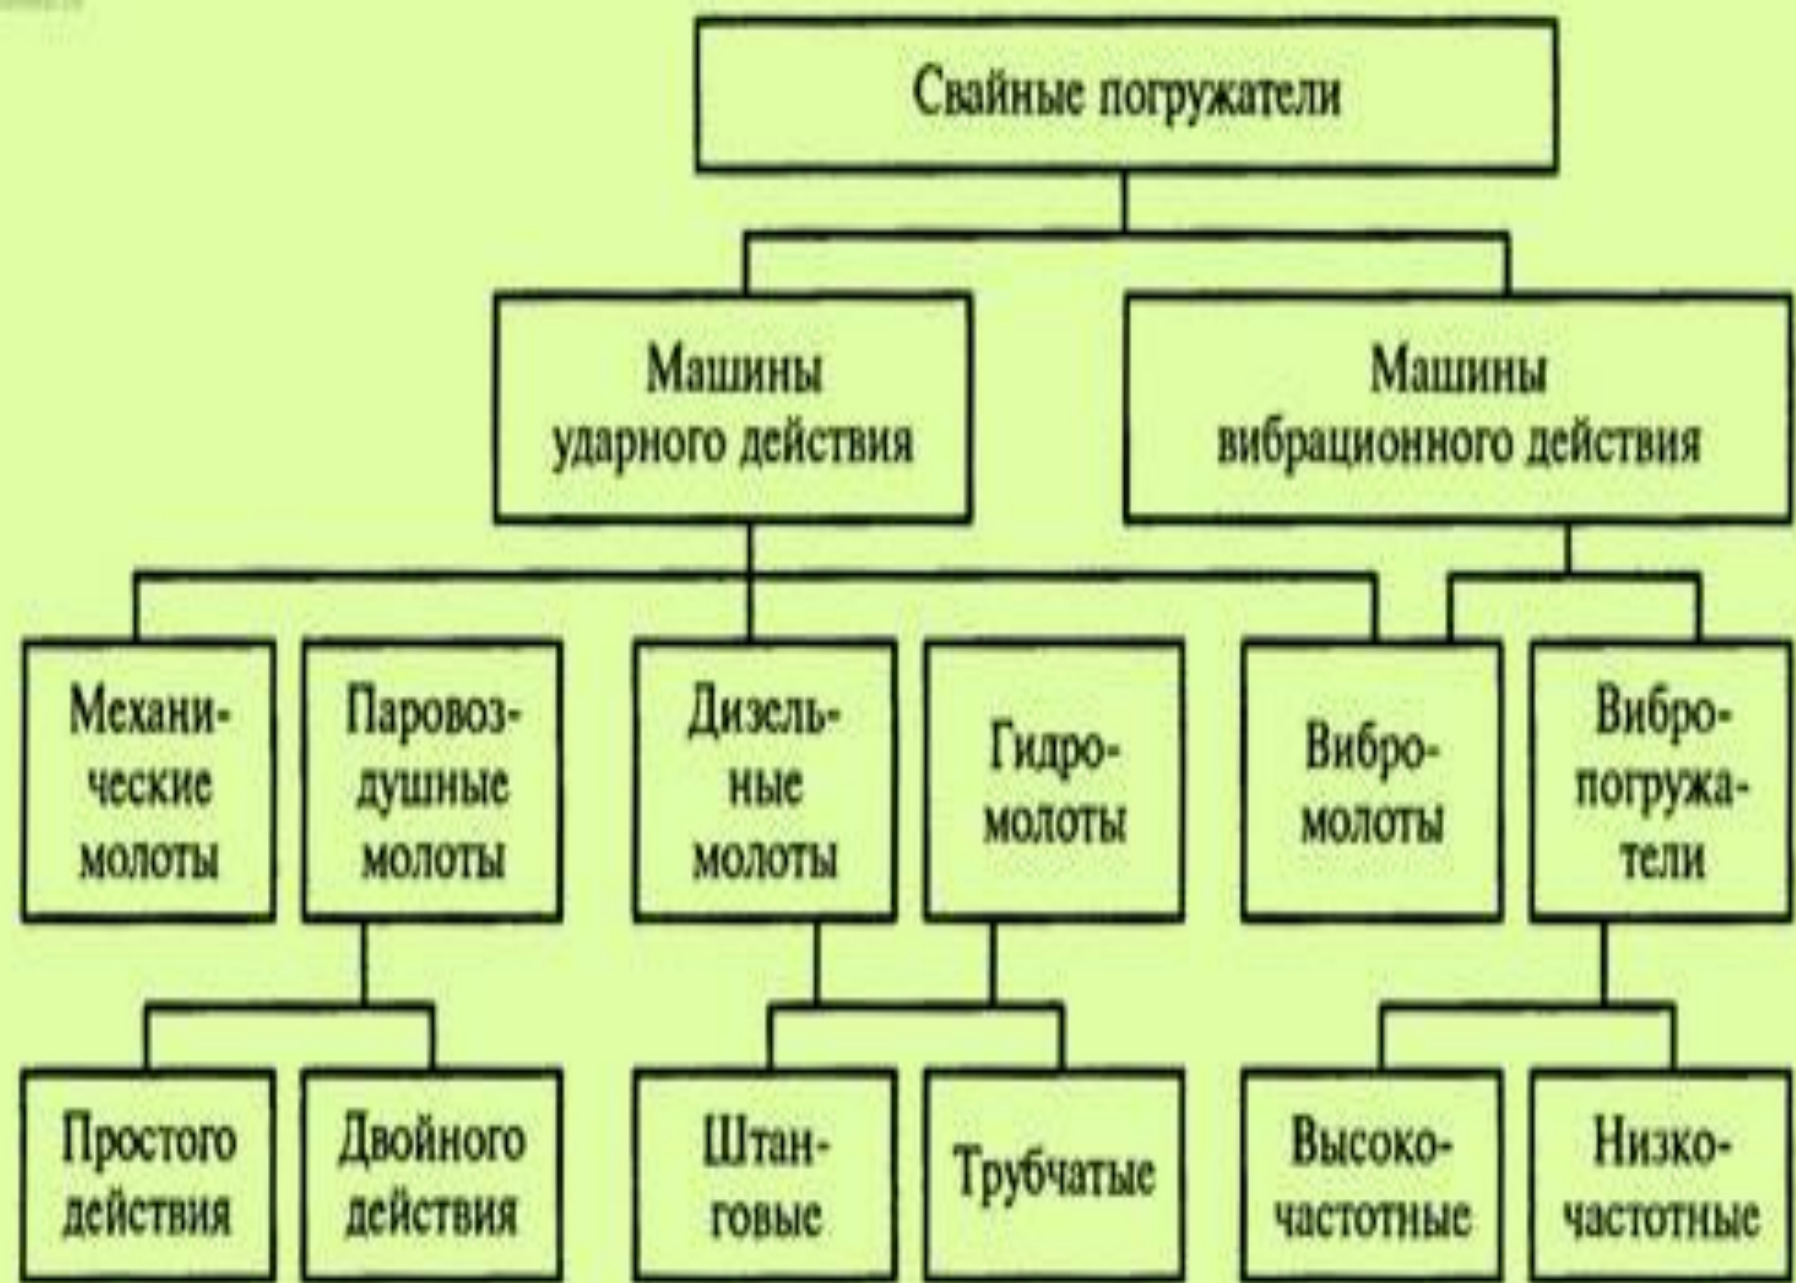 Свайные погружатели
Машины
ударного действия
Машины
вибрационного действия
Механи-
ческие
молоты
Паровоз-
душные
молоты
Дизель-
ные
молоты
Гидро-
молоты
Вибро-
молоты
Вибро-
погружа-
тели
Простого
действия
Двойного
действия
Штан-
говые
Трубчатые
Высоко-
частотные
Низко-
частотные